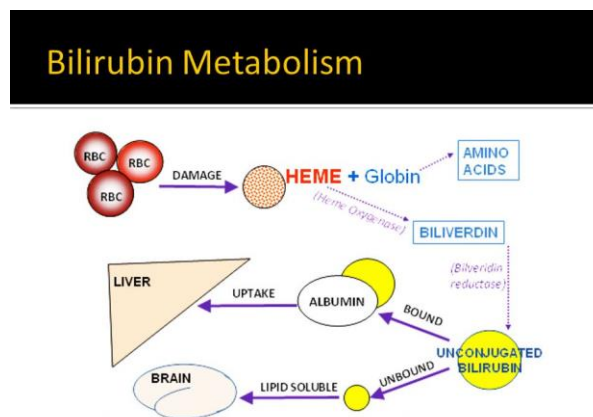 Bilirubin Metabolism
RBC
RBC
RBC
DAMAGE
HEME + Globin
AMINO
ACIDS
(Heme Oxygenase)
BILIVERDIN
(Bilveridin
reductase)
LIVER
UPTAKE
ALBUMIN
BOUND
UNCONJUGATED
BILIRUBIN
UNBOUND
BRAIN
LIPID SOLUBLE